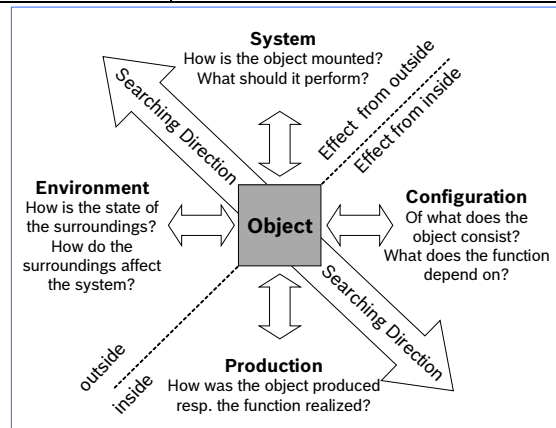 System
How is the object mounted?
What should it perform?
Searching Direction
Effect from outside
Effect from inside
Environment
How is the state of
the surroundings?
How do the
surroundings affect
the system?
Object
Configuration
Of what does the
object consist?
What does the function
depend on?
Searching Direction
outside
inside
Production
How was the object produced
resp. the function realized?